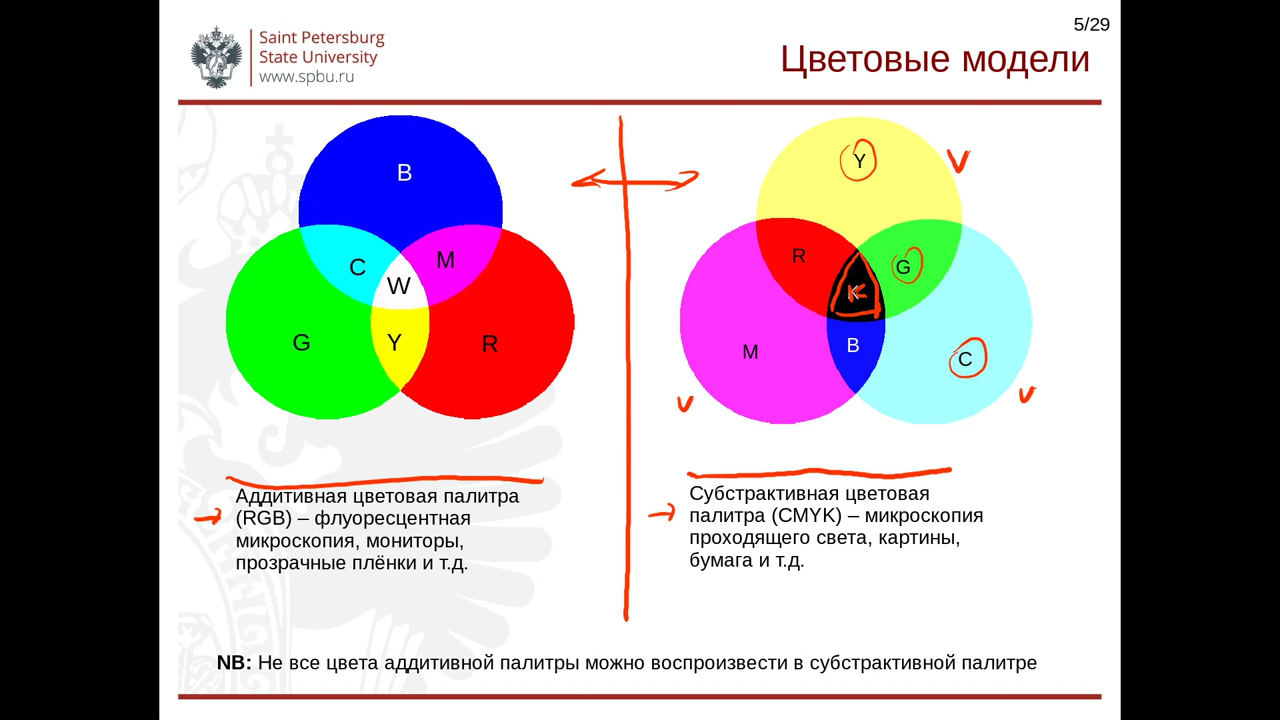 5/29
Saint Petersburg
State University
www.spbu.ru
Цветовые модели
B
C
M
W
G
Y
R
Y
R
G
K
M
B
C
Аддитивная цветовая палитра
(RGB) – флуоресцентная
микроскопия, мониторы,
прозрачные плёнки и т.д.
Субстрактивная цветовая
палитра (CMYK) – микроскопия
проходящего света, картины,
бумага и т.д.
NB: Не все цвета аддитивной палитры можно воспроизвести в субстрактивной палитре